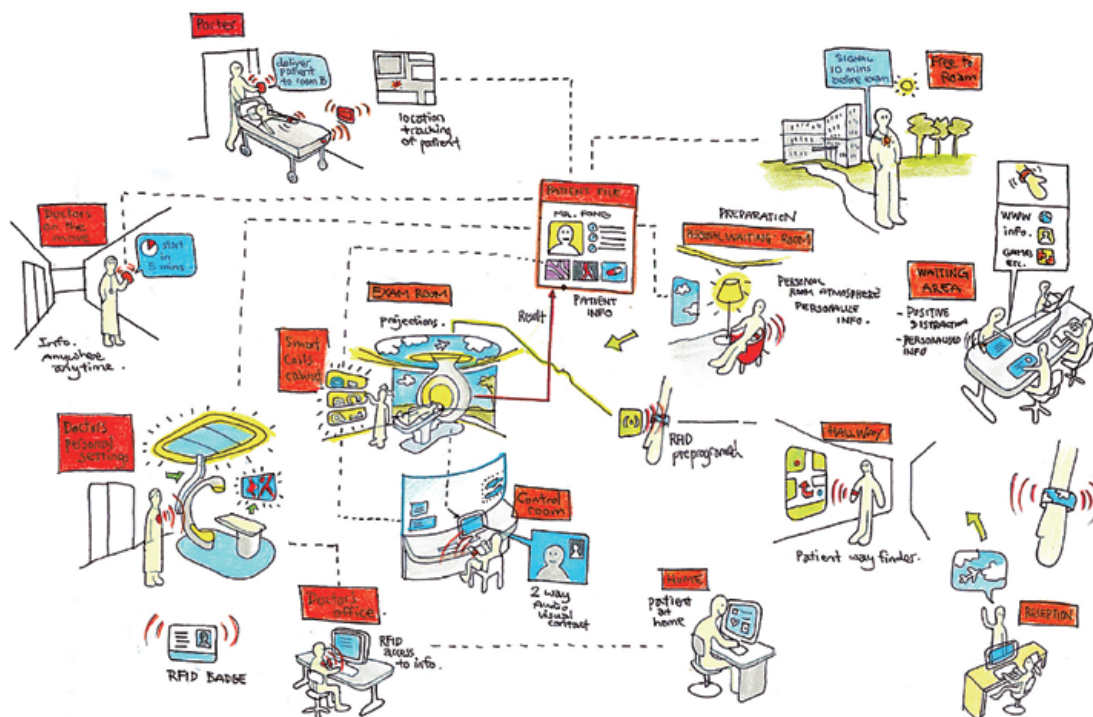 Porter
deliver
patient
to room B
location
tracking
of patient
SIGNAL
10 mins
before exam
Free to
Roam
Doctors
on the
move
start
in
5 mins
Info.
Anywhere
anytime.
PATIENT FILE
MR. FONG
PATIENT
INFO
Result
PREPARATION
PERSONAL WAITING ROOM
PERSONAL
ROOM ATMOSPHERE
PERSONALIZE
INFO.
WWW
info.
GAMES
ETC.
WAITING
AREA
- POSITIVE
DISTRACTION
- PERSONALISED
INFO
EXAM ROOM
projections.
Smart
Coils
cabinet
Doctors
personal
settings
RFID
preprogramed
HALLWAY
Patient way finder.
Control
room
2 way
Audio
visual
contact
Doctors
office
RFID
access
to info.
RFID BADGE
HOME
patient
at
home
RECEPTION